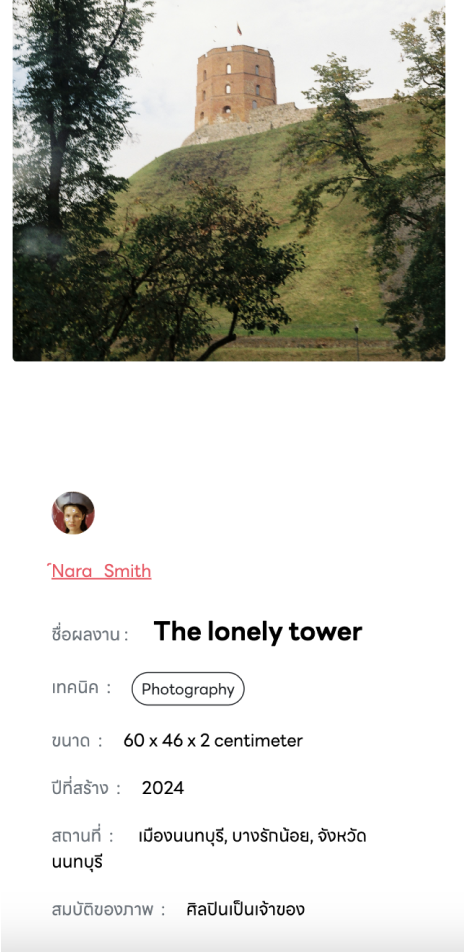 Nara_Smith
ชื่อผลงาน : The lonely tower
เทคนิค : Photography
ขนาด : 60 x 46 x 2 centimeter
ปีที่สร้าง : 2024
สถานที่ : เมืองนนทบุรี, บางรักน้อย, จังหวัด
นนทบุรี
สมบัติของภาพ : ศิลปินเป็นเจ้าของ